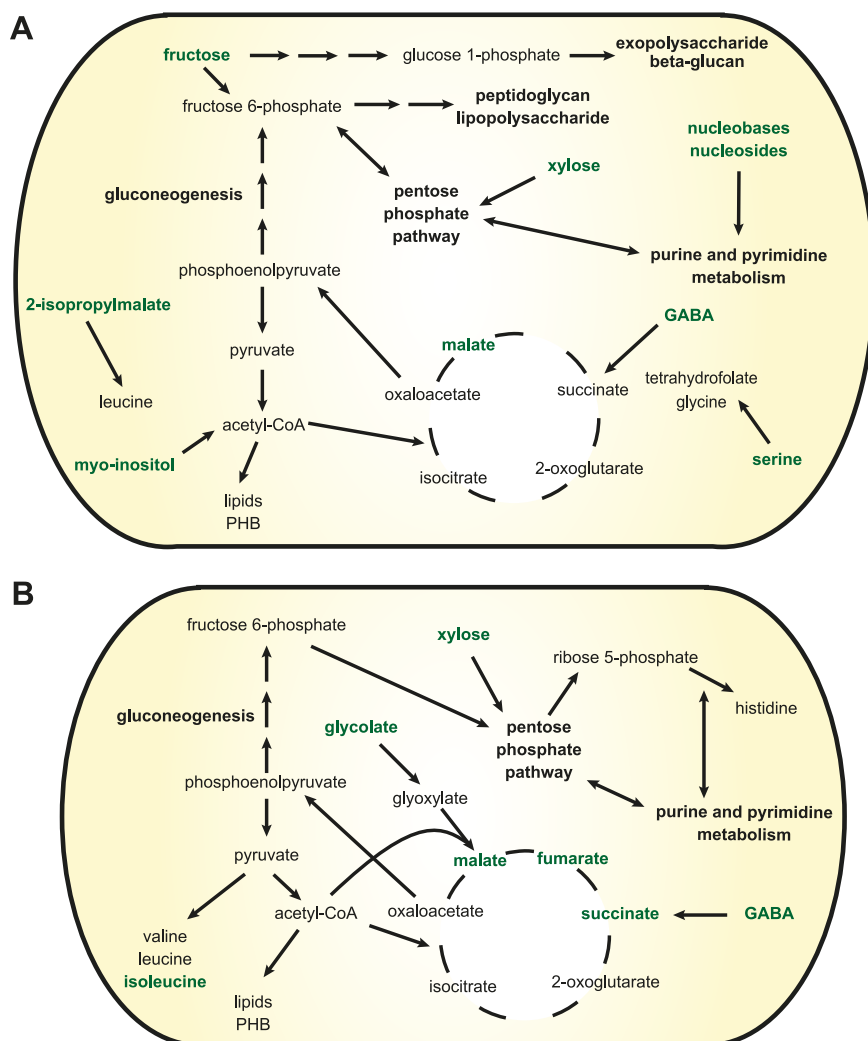 A
fructose
glucose 1-phosphate
exopolysaccharide
beta-glucan
fructose 6-phosphate
peptidoglycan
lipopolysaccharide
nucleobases
nucleosides
xylose
gluconeogenesis
pentose
phosphate
pathway
purine and pyrimidine
metabolism
phosphoenolpyruvate
2-isopropylmalate
GABA
malate
pyruvate
leucine
oxaloacetate
succinate
tetrahydrofolate
glycine
acetyl-CoA
myo-inositol
isocitrate
2-oxoglutarate
serine
lipids
PHB
B
fructose 6-phosphate
xylose
ribose 5-phosphate
gluconeogenesis
histidine
glycolate
pentose
phosphate
pathway
phosphoenolpyruvate
glyoxylate
purine and pyrimidine
metabolism
pyruvate
malate
fumarate
acetyl-CoA
oxaloacetate
succinate
GABA
valine
leucine
isoleucine
isocitrate
2-oxoglutarate
lipids
PHB